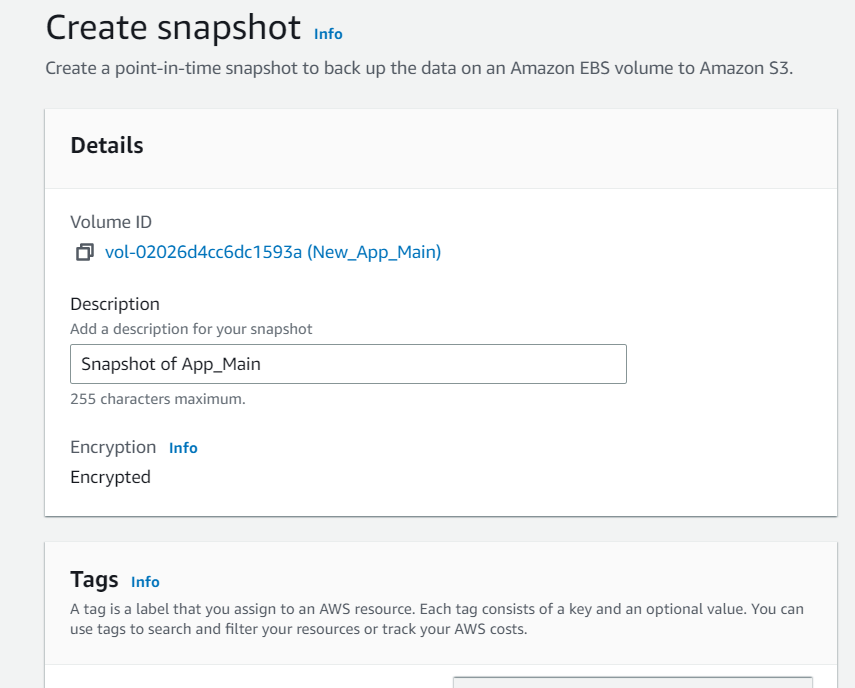 Create snapshot Info
Create a point-in-time snapshot to back up the data on an Amazon EBS volume to Amazon S3.
Details
Volume ID
vol-02026d4cc6dc1593a (New_App_Main)
Description
Add a description for your snapshot
Snapshot of App_Main
255 characters maximum.
Encryption Info
Encrypted
Tags Info
A tag is a label that you assign to an AWS resource. Each tag consists of a key and an optional value. You can
use tags to search and filter your resources or track your AWS costs.